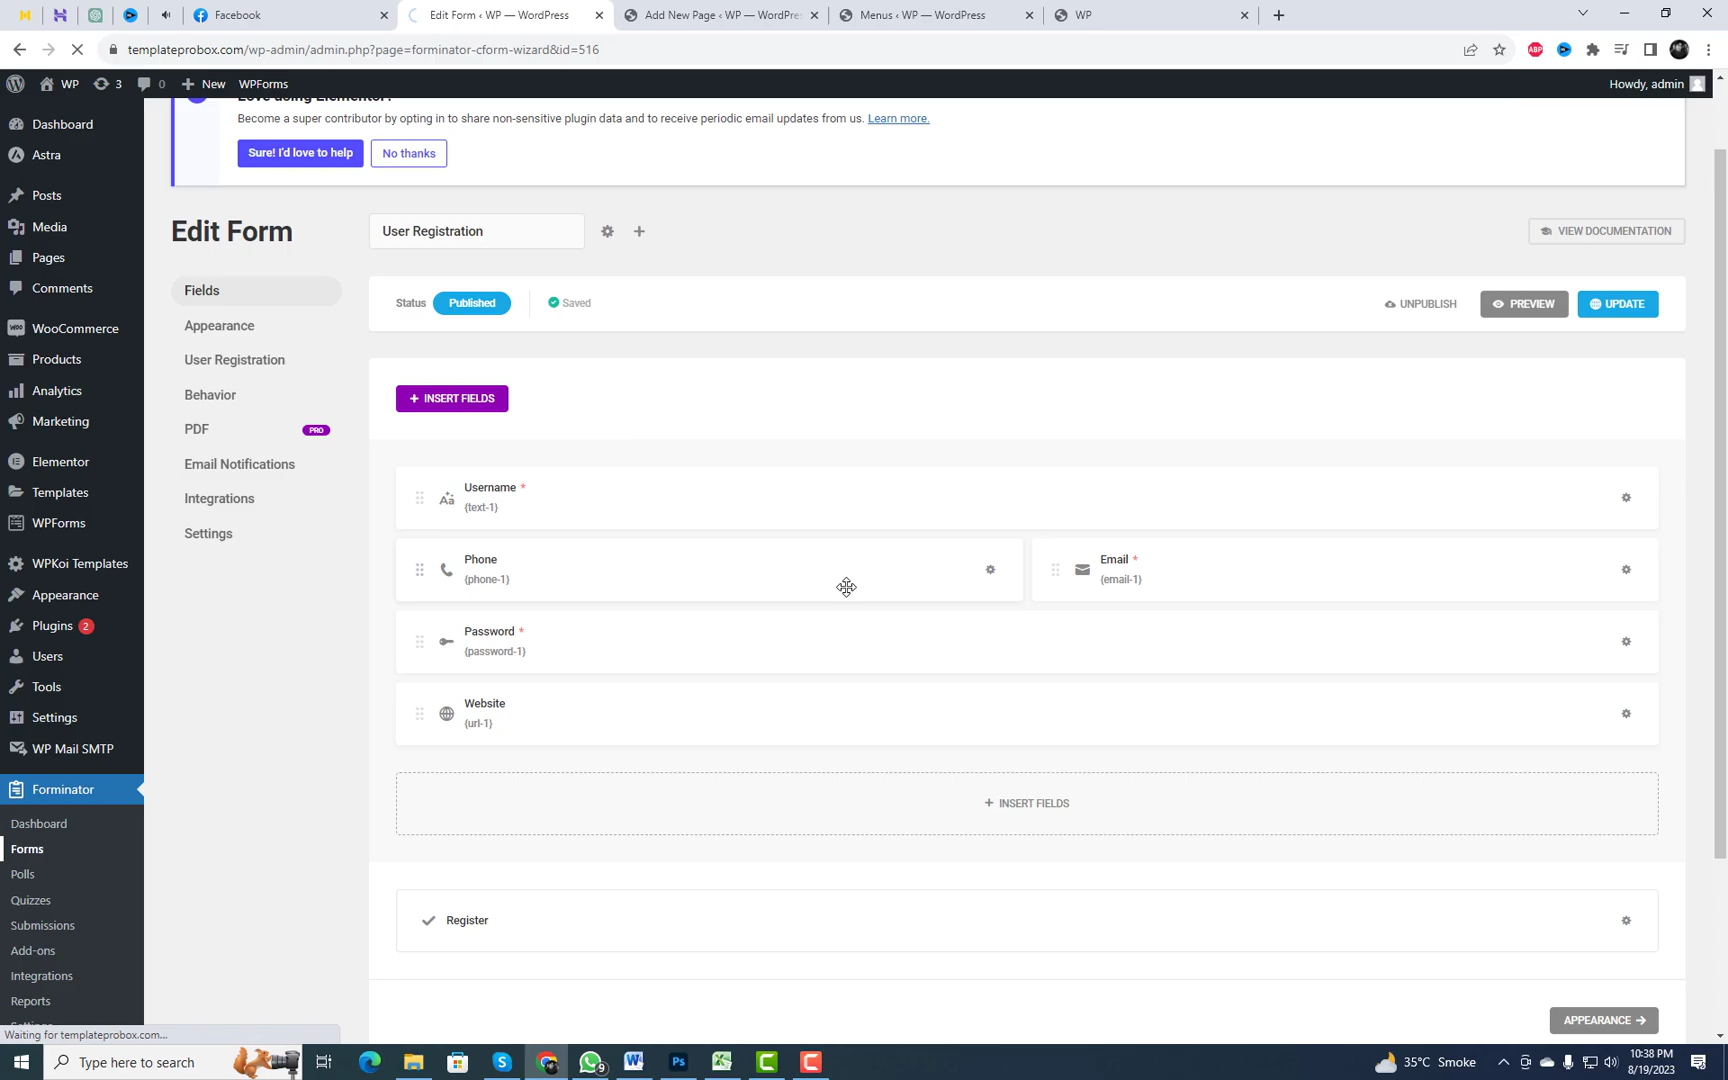 Facebook
Edit Form ‹ WP — WordPress
Add New Page ‹ WP — WordPre
Menus ‹ WP — WordPress
WP
templateprobox.com/wp-admin/admin.php?page=forminator-cform-wizard&id=516
ABP
WP
3
0
New
WPForms
Howdy, admin
Love using Elementor?
Become a super contributor by opting in to share non-sensitive plugin data and to receive periodic email updates from us. Learn more.
Sure! I'd love to help
No thanks
Dashboard
Astra
Posts
Media
Pages
Comments
WooCommerce
Products
Analytics
Marketing
Elementor
Templates
WPForms
WPKoi Templates
Appearance
Plugins 2
Users
Tools
Settings
WP Mail SMTP
Forminator
Dashboard
Forms
Polls
Quizzes
Submissions
Add-ons
Integrations
Reports
Edit Form
User Registration
VIEW DOCUMENTATION
Fields
Appearance
User Registration
Behavior
PDF
PRO
Email Notifications
Integrations
Settings
Status
Published
Saved
UNPUBLISH
PREVIEW
UPDATE
+ INSERT FIELDS
Username *
{text-1}
Phone
{phone-1}
Email *
{email-1}
Password *
{password-1}
Website
{url-1}
+ INSERT FIELDS
Register
APPEARANCE →
Waiting for templateprobox.com...
Type here to search
9
35°C Smoke
10:38 PM
8/19/2023